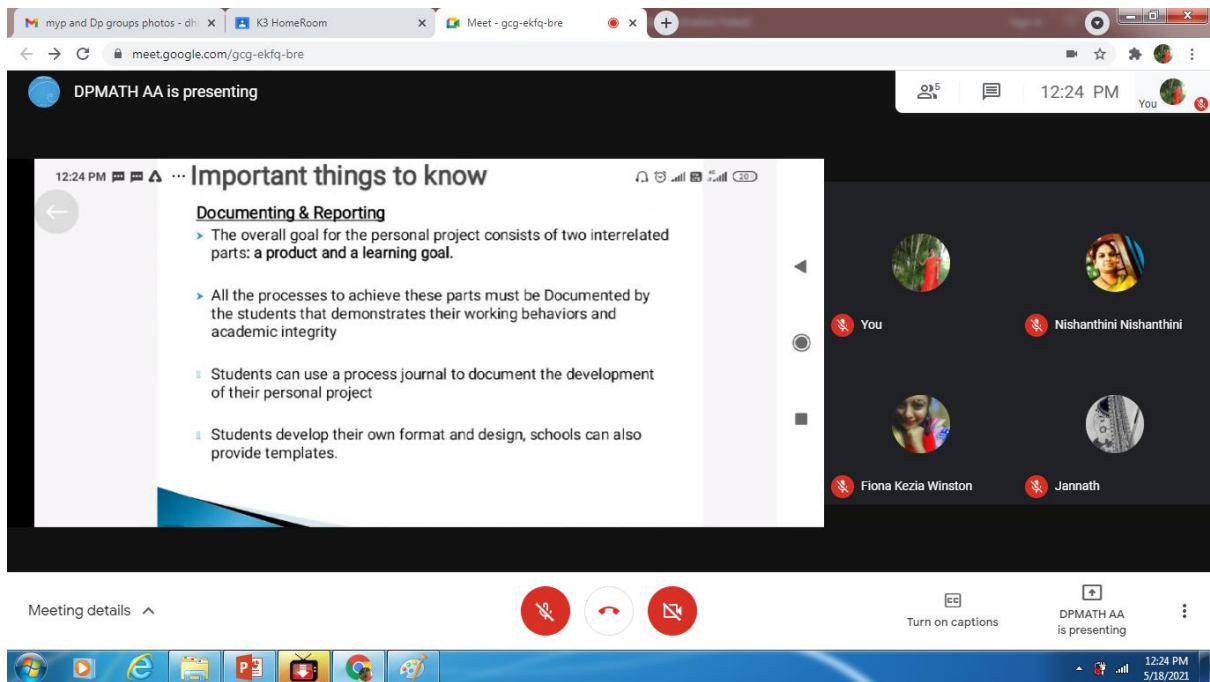 myp and Dp groups photos - dh
K3 HomeRoom
Meet - gcg-ekfq-bre
meet.google.com/gcg-ekfq-bre
DPMATH AA is presenting
5
12:24 PM
You
12:24 PM
... Important things to know
20
Documenting & Reporting
The overall goal for the personal project consists of two interrelated
parts: a product and a learning goal.
All the processes to achieve these parts must be Documented by
the students that demonstrates their working behaviors and
academic integrity
Students can use a process journal to document the development
of their personal project
Students develop their own format and design, schools can also
provide templates.
You
Nishanthini Nishanthini
Fiona Kezia Winston
Jannath
Meeting details
CC
Turn on captions
DPMATH AA
is presenting
12:24 PM
5/18/2021